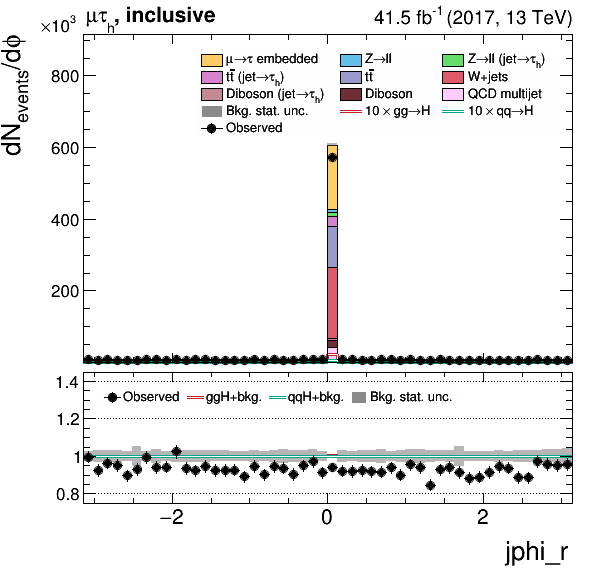 ×10³ μτₕ, inclusive 41.5 fb⁻¹ (2017, 13 TeV)
dN_events/dϕ
μ→τ embedded Z→ll Z→ll (jet→τₕ)
tt̄ (jet→τₕ) tt̄ W+jets
Diboson (jet→τₕ) Diboson QCD multijet
Bkg. stat. unc. 10 × gg→H 10 × qq→H
Observed
800
600
400
200
1.4
Observed ggH+bkg. qqH+bkg. Bkg. stat. unc.
1.2
1
0.8
−2 0 2
jphi_r